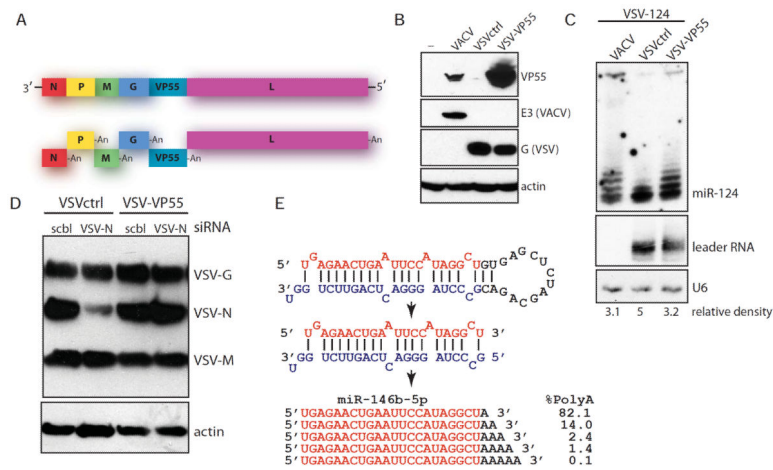 A
3' N P M G VP55 L 5'
P -An G -An L -An
N -An M -An VP55 -An
B
– VACV VSVctrl VSV-VP55
VP55
E3 (VACV)
G (VSV)
actin
C
VSV-124
VACV VSVctrl VSV-VP55
miR-124
leader RNA
U6
3.1 5 3.2 relative density
D
VSVctrl VSV-VP55
scbl VSV-N scbl VSV-N siRNA
VSV-G
VSV-N
VSV-M
actin
E
5' UGAGAACUGAAUUCCAUAGGCUGUGAGCUCUA
3' GGUCUUGACUCAGGGAUCCCGACAGACG
5' UGAGAACUGAAUUCCAUAGGCU 3'
3' GGUCUUGACUCAGGGAUCCCG 5'
miR-146b-5p %PolyA
5' UGAGAACUGAAUUCCAUAGGCUA 3' 82.1
5' UGAGAACUGAAUUCCAUAGGCUAA 3' 14.0
5' UGAGAACUGAAUUCCAUAGGCUAAA 3' 2.4
5' UGAGAACUGAAUUCCAUAGGCUAAAA 3' 1.4
5' UGAGAACUGAAUUCCAUAGGCUAAAAA 3' 0.1